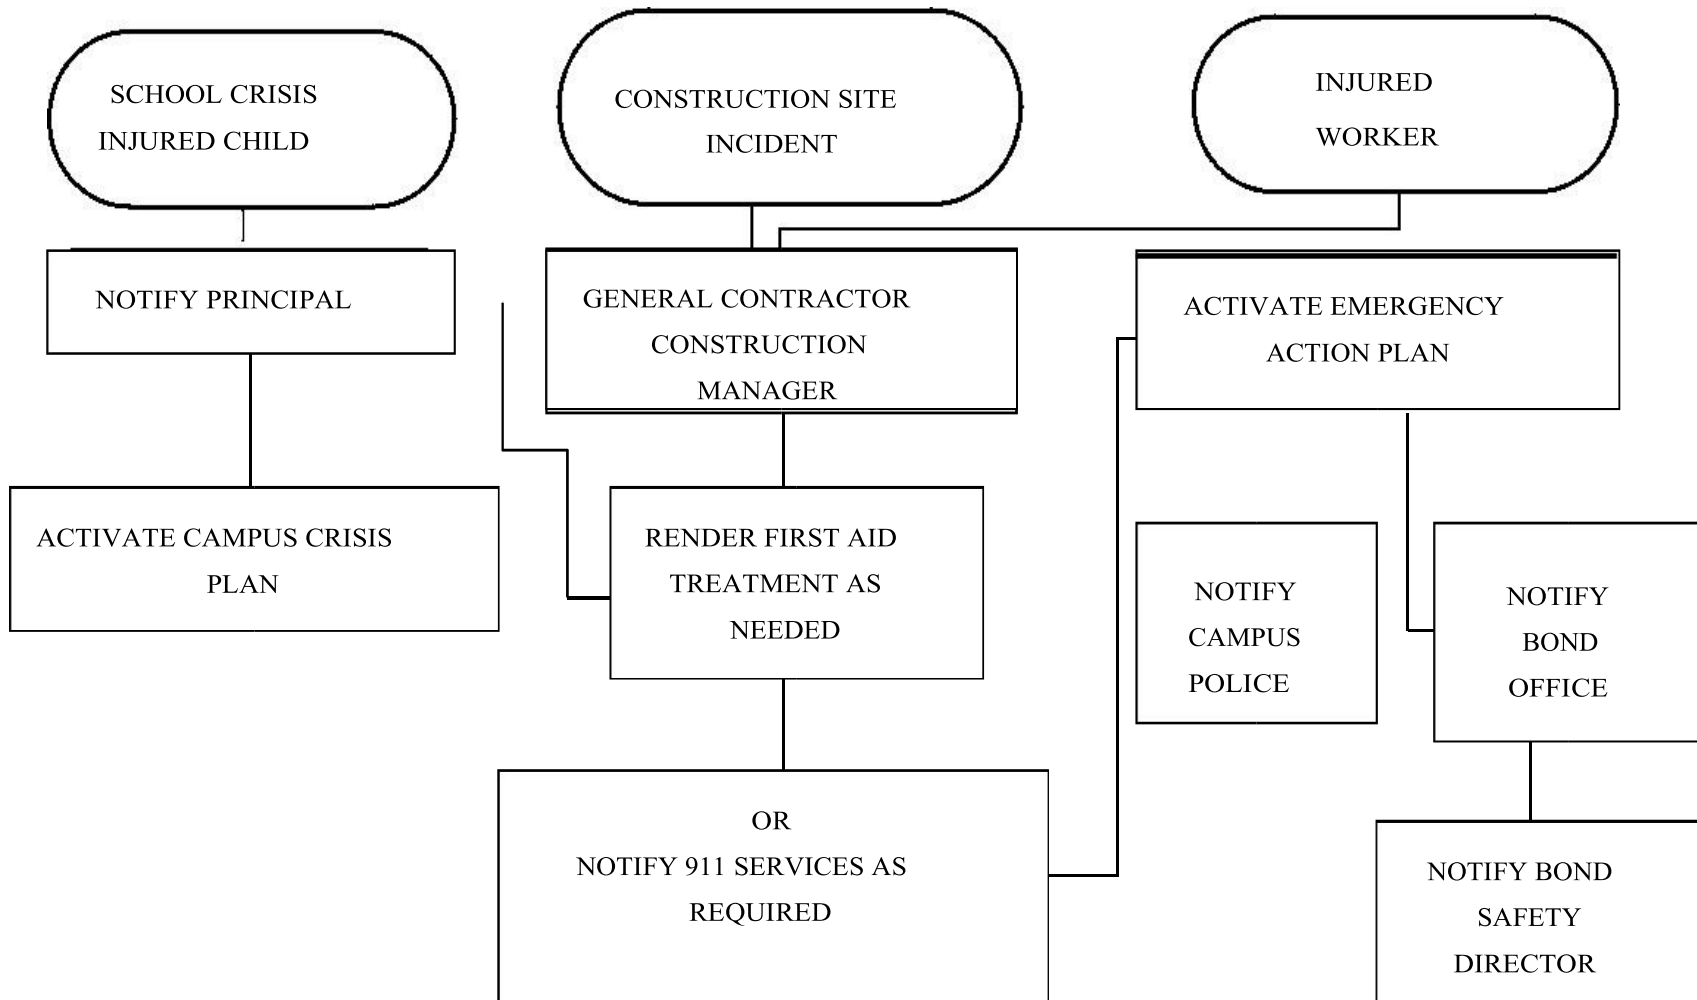 SCHOOL CRISIS
INJURED CHILD
CONSTRUCTION SITE
INCIDENT
INJURED
WORKER
NOTIFY PRINCIPAL
GENERAL CONTRACTOR
CONSTRUCTION
MANAGER
ACTIVATE EMERGENCY
ACTION PLAN
ACTIVATE CAMPUS CRISIS
PLAN
RENDER FIRST AID
TREATMENT AS
NEEDED
NOTIFY
CAMPUS
POLICE
NOTIFY
BOND
OFFICE
OR
NOTIFY 911 SERVICES AS
REQUIRED
NOTIFY BOND
SAFETY
DIRECTOR